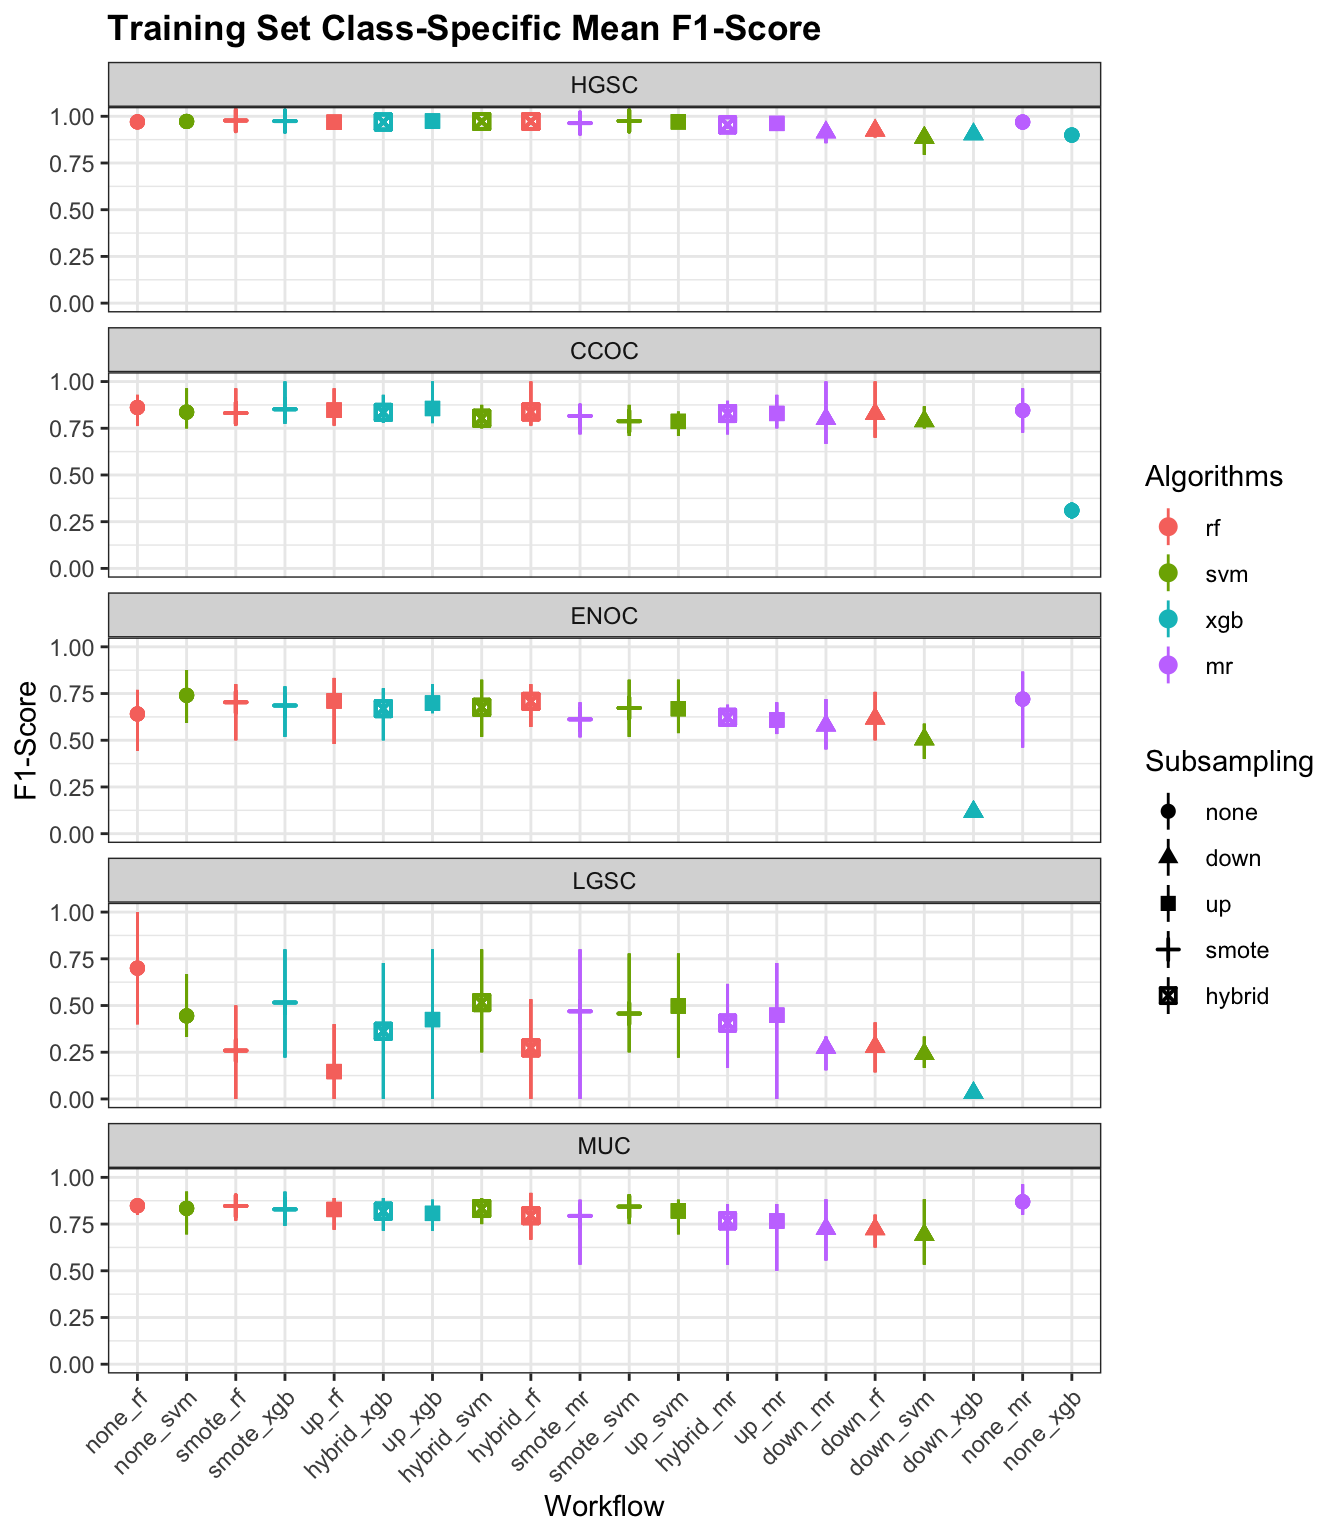 Training Set Class-Specific Mean F1-Score
HGSC
1.00
0.75
0.50
0.25
0.00
CCOC
1.00
0.75
0.50
0.25
0.00
ENOC
1.00
0.75
0.50
0.25
0.00
LGSC
1.00
0.75
0.50
0.25
0.00
MUC
1.00
0.75
0.50
0.25
0.00
F1-Score
none_rf
none_svm
smote_rf
smote_xgb
up_rf
hybrid_xgb
up_xgb
hybrid_svm
hybrid_rf
smote_mr
smote_svm
up_svm
hybrid_mr
up_mr
down_mr
down_rf
down_svm
down_xgb
none_mr
none_xgb
Workflow
Algorithms
rf
svm
xgb
mr
Subsampling
none
down
up
smote
hybrid